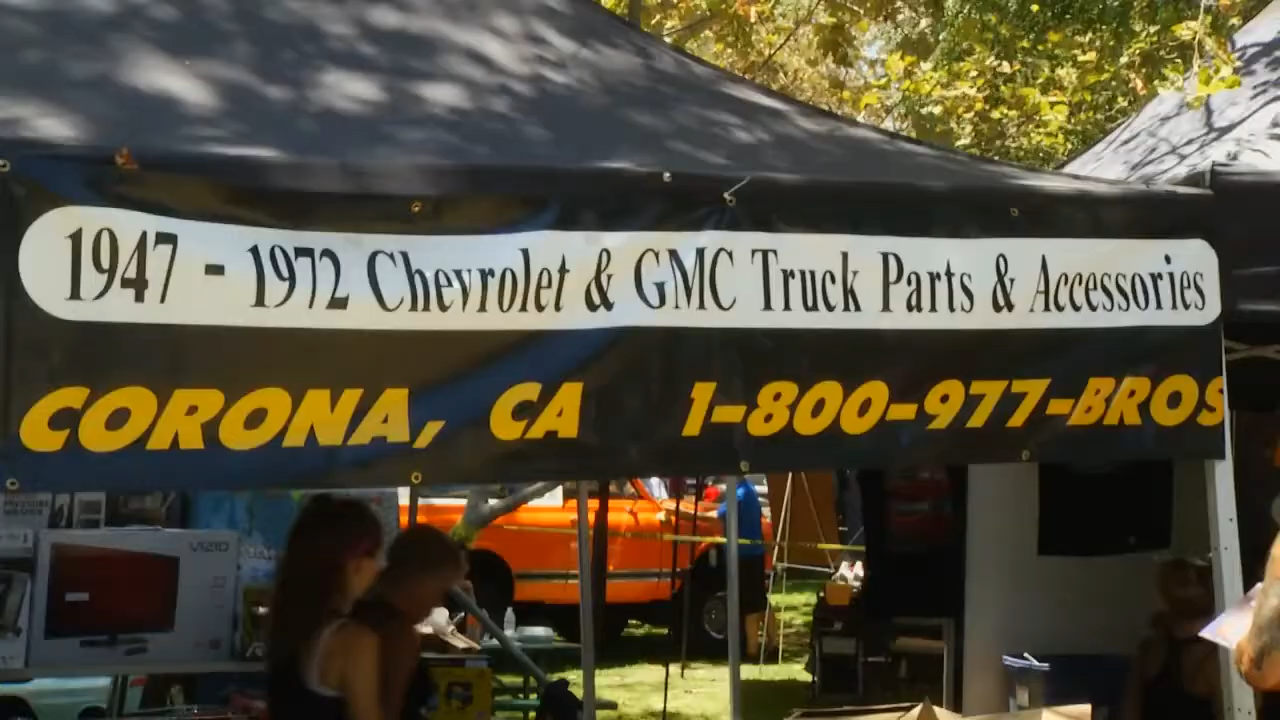 1947 - 1972 Chevrolet & GMC Truck Parts & Accessories
CORONA, CA 1-800-977-BROS
VIZIO